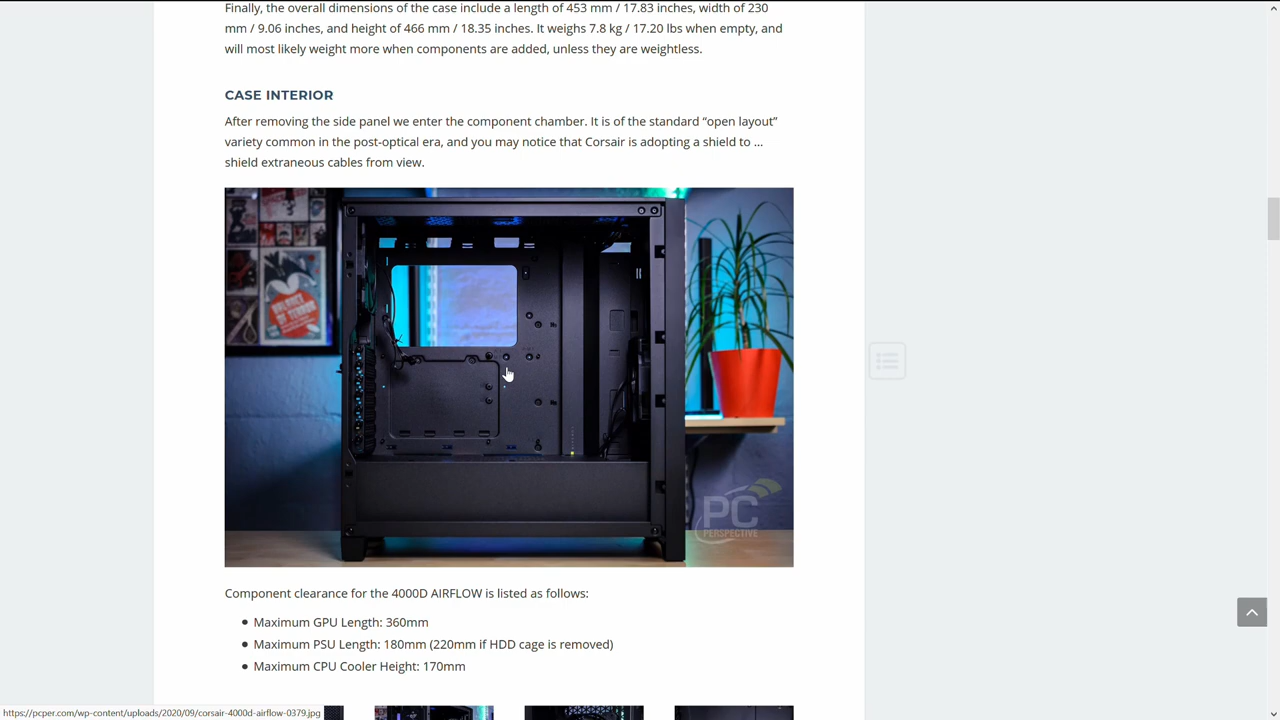 Finally, the overall dimensions of the case include a length of 453 mm / 17.83 inches, width of 230
mm / 9.06 inches, and height of 466 mm / 18.35 inches. It weighs 7.8 kg / 17.20 lbs when empty, and
will most likely weight more when components are added, unless they are weightless.
CASE INTERIOR
After removing the side panel we enter the component chamber. It is of the standard “open layout”
variety common in the post-optical era, and you may notice that Corsair is adopting a shield to ...
shield extraneous cables from view.
PC
PERSPECTIVE
Component clearance for the 4000D AIRFLOW is listed as follows:
● Maximum GPU Length: 360mm
● Maximum PSU Length: 180mm (220mm if HDD cage is removed)
● Maximum CPU Cooler Height: 170mm
https://pcper.com/wp-content/uploads/2020/09/corsair-4000d-airflow-0379.jpg